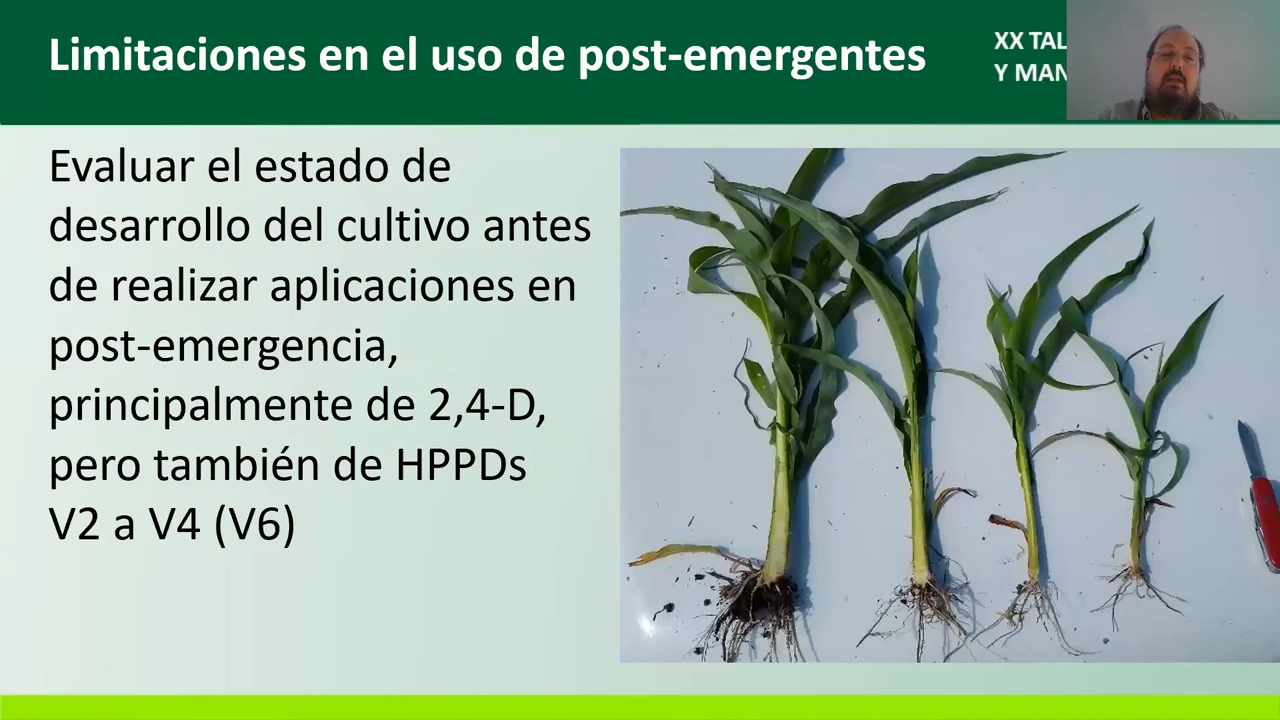 Limitaciones en el uso de post-emergentes
XX TAL
Y MAN
Evaluar el estado de
desarrollo del cultivo antes
de realizar aplicaciones en
post-emergencia,
principalmente de 2,4-D,
pero también de HPPDs
V2 a V4 (V6)